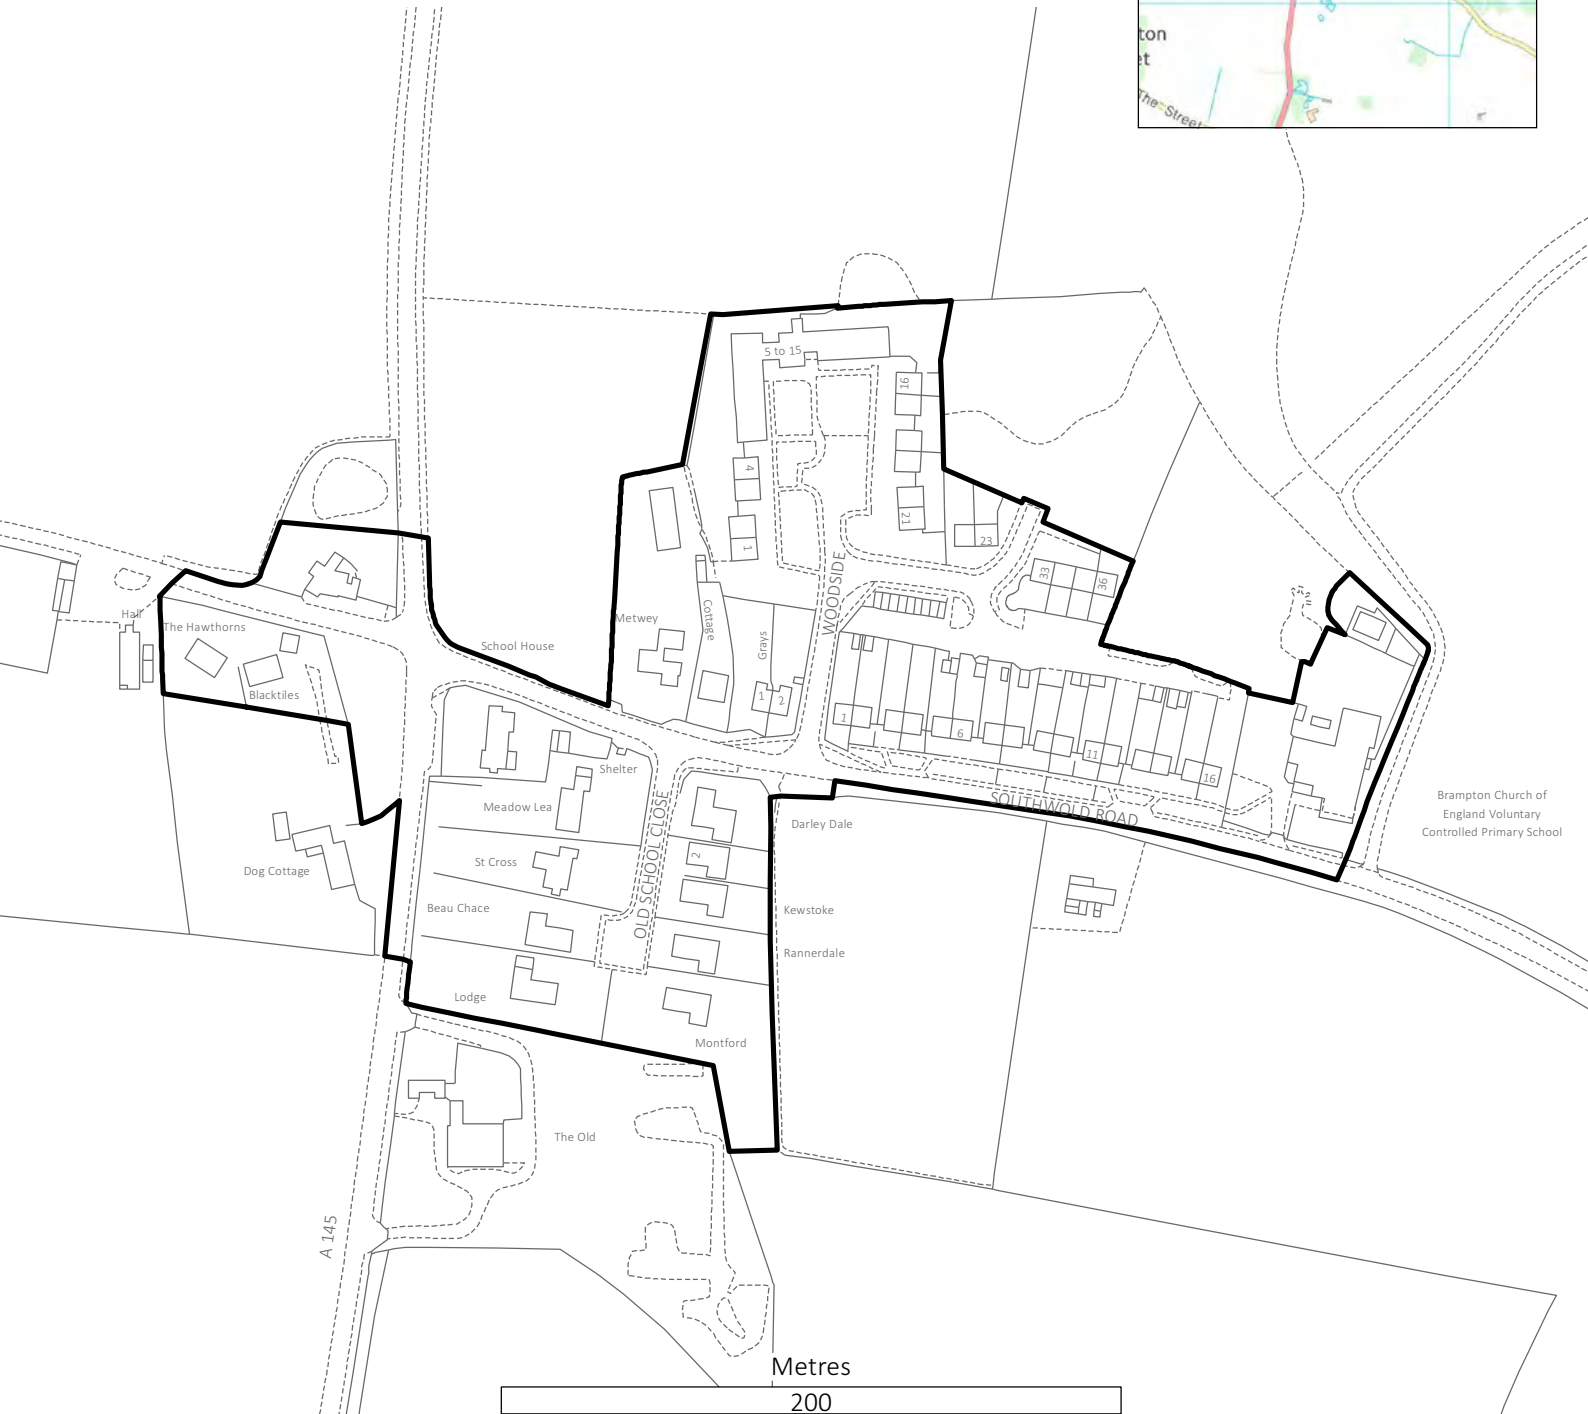 ton
et
The Street
5 to 15
16
4
21
1
23
33
36
WOODSIDE
Hall
The Hawthorns
Metwey
Cottage
Grays
School House
Blacktiles
1
2
1
6
11
16
Shelter
SOUTHWOLD ROAD
Meadow Lea
Darley Dale
Brampton Church of
England Voluntary
Controlled Primary School
OLD SCHOOL CLOSE
2
St Cross
Dog Cottage
Beau Chace
Kewstoke
Rannerdale
Lodge
Montford
The Old
A 145
Metres
200